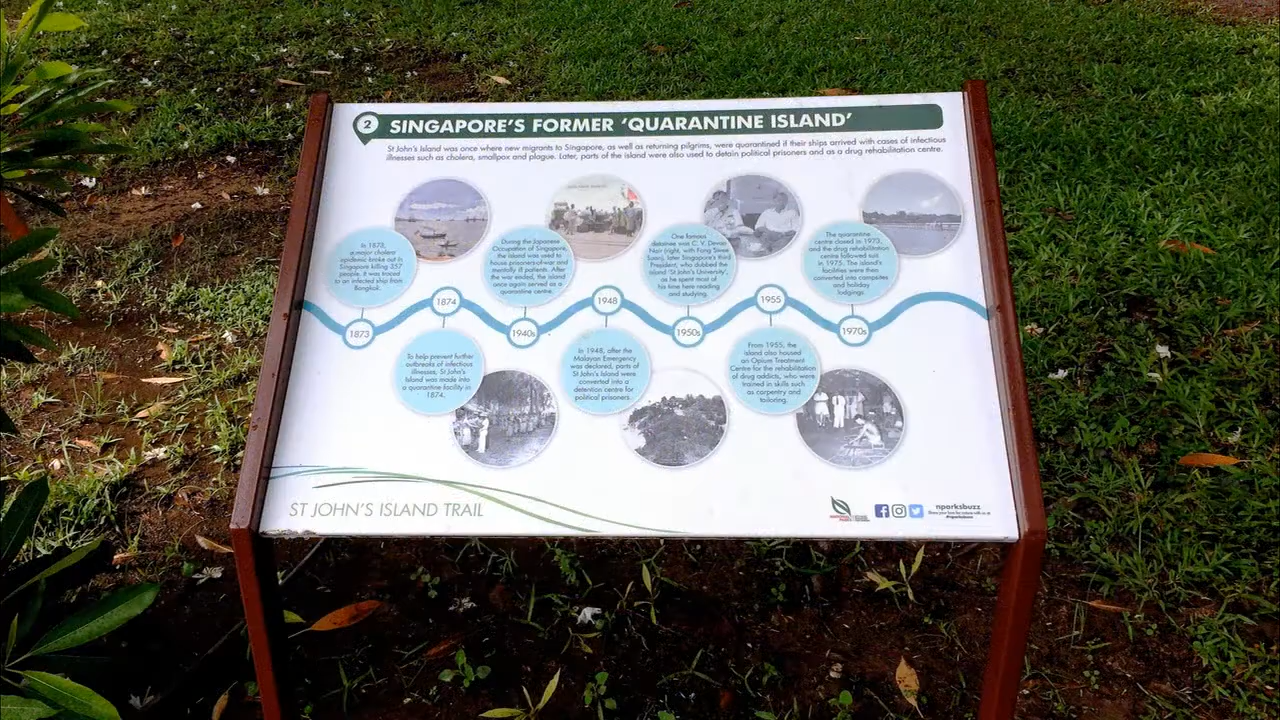 2
SINGAPORE'S FORMER 'QUARANTINE ISLAND'
St John's Island was once where new migrants to Singapore, as well as returning pilgrims, were quarantined if their ships arrived with cases of infectious
illnesses such as cholera, smallpox and plague. Later, parts of the island were also used to detain political prisoners and as a drug rehabilitation centre.
In 1873,
a major cholera
epidemic broke out in
Singapore killing 357
people. It was traced
to an infected ship from
Bangkok.
1873
1874
To help prevent further
outbreaks of infectious
illnesses, St John's
Island was made into
a quarantine facility in
1874.
During the Japanese
Occupation of Singapore,
the island was used to
house prisoners-of-war and
mentally ill patients. After
the war ended, the island
once again served as a
quarantine centre.
1940s
1948
In 1948, after the
Malayan Emergency
was declared, parts of
St John's Island were
converted into a
detention centre for
political prisoners.
One famous
detainee was C. V. Devan
Nair (right, with Fong Swee
Suan), later Singapore's third
President, who dubbed the
island 'St John's University',
as he spent most of
his time here reading
and studying.
1950s
1955
From 1955, the
island also housed
an Opium Treatment
Centre for the rehabilitation
of drug addicts, who were
trained in skills such
as carpentry and
tailoring.
The quarantine
centre closed in 1973,
and the drug rehabilitation
centre followed suit
in 1975. The island's
facilities were then
converted into campsites
and holiday
lodgings.
1970s
ST JOHN'S ISLAND TRAIL
nparksbuzz
#nparksbuzz